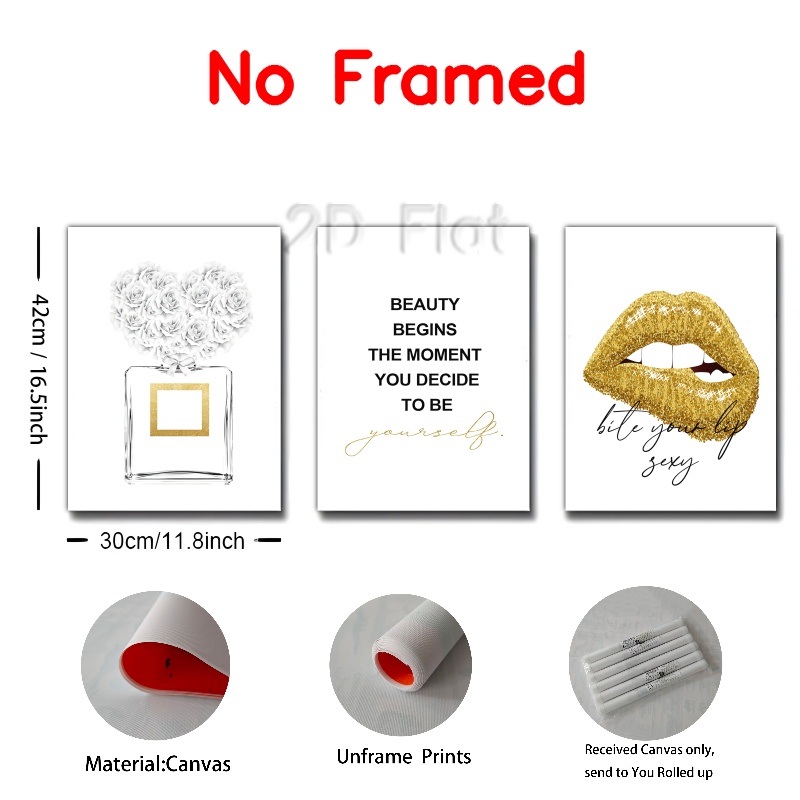 No Framed
2D Flat
42cm / 16.5inch
BEAUTY
BEGINS
THE MOMENT
YOU DECIDE
TO BE
yourself.
bite your lip
sexy
30cm/11.8inch
Material:Canvas
Unframe Prints
Received Canvas only,
send to You Rolled up